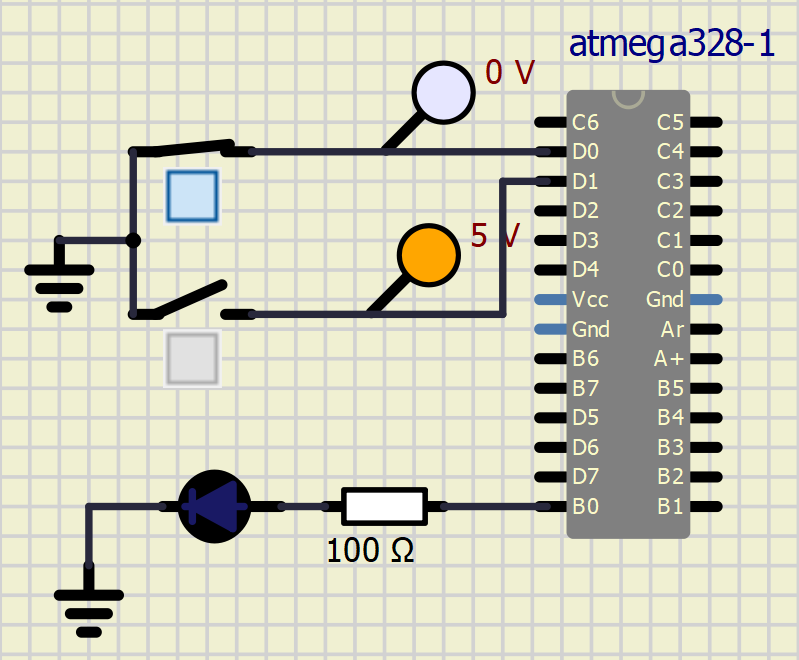 atmega328-1
0 V
5 V
C6 C5
D0 C4
D1 C3
D2 C2
D3 C1
D4 C0
Vcc Gnd
Gnd Ar
B6 A+
B7 B5
D5 B4
D6 B3
D7 B2
B0 B1
100 Ω